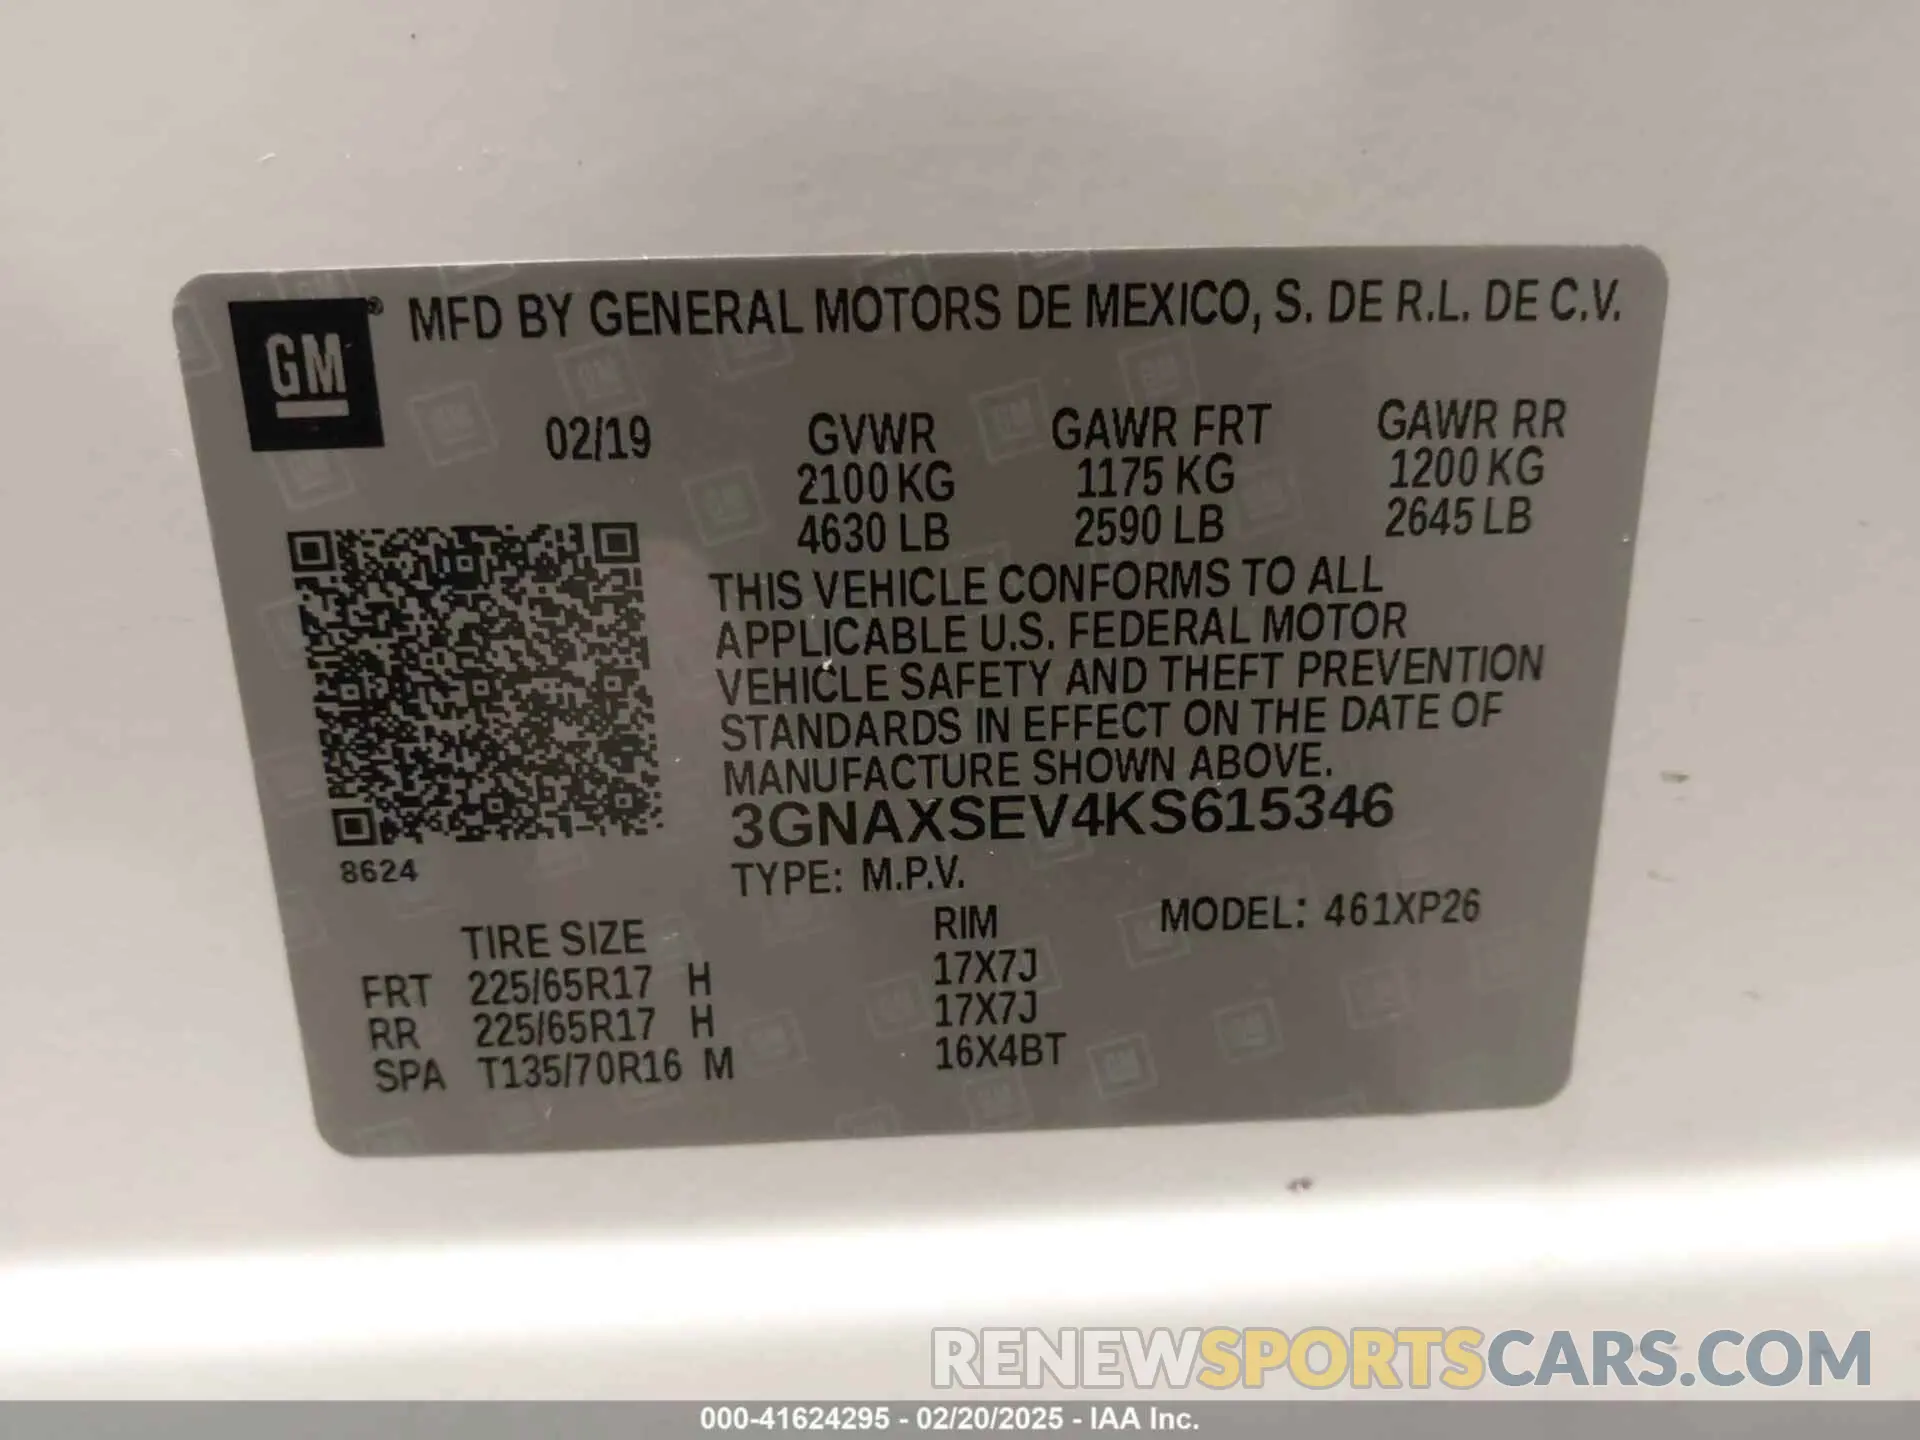 GM® MFD BY GENERAL MOTORS DE MEXICO, S. DE R.L. DE C.V.
02/19 GVWR GAWR FRT GAWR RR
2100 KG 1175 KG 1200 KG
4630 LB 2590 LB 2645 LB
THIS VEHICLE CONFORMS TO ALL
APPLICABLE U.S. FEDERAL MOTOR
VEHICLE SAFETY AND THEFT PREVENTION
STANDARDS IN EFFECT ON THE DATE OF
MANUFACTURE SHOWN ABOVE.
3GNAXSEV4KS615346
8624
TYPE: M.P.V.
TIRE SIZE RIM MODEL: 461XP26
FRT 225/65R17 H 17X7J
RR 225/65R17 H 17X7J
SPA T135/70R16 M 16X4BT
RENEWSPORTSCARS.COM
000-41624295 - 02/20/2025 - IAA Inc.